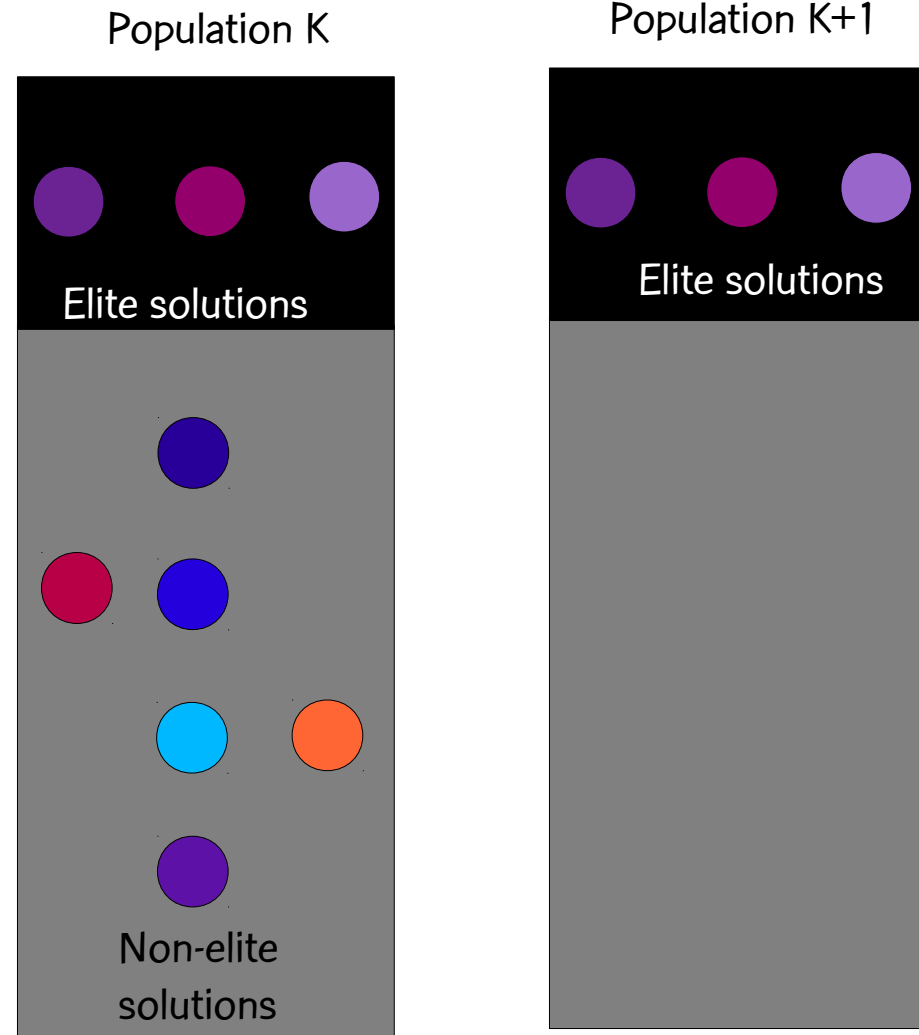 Population K
Population K+1
Elite solutions
Elite solutions
Non-elite
solutions